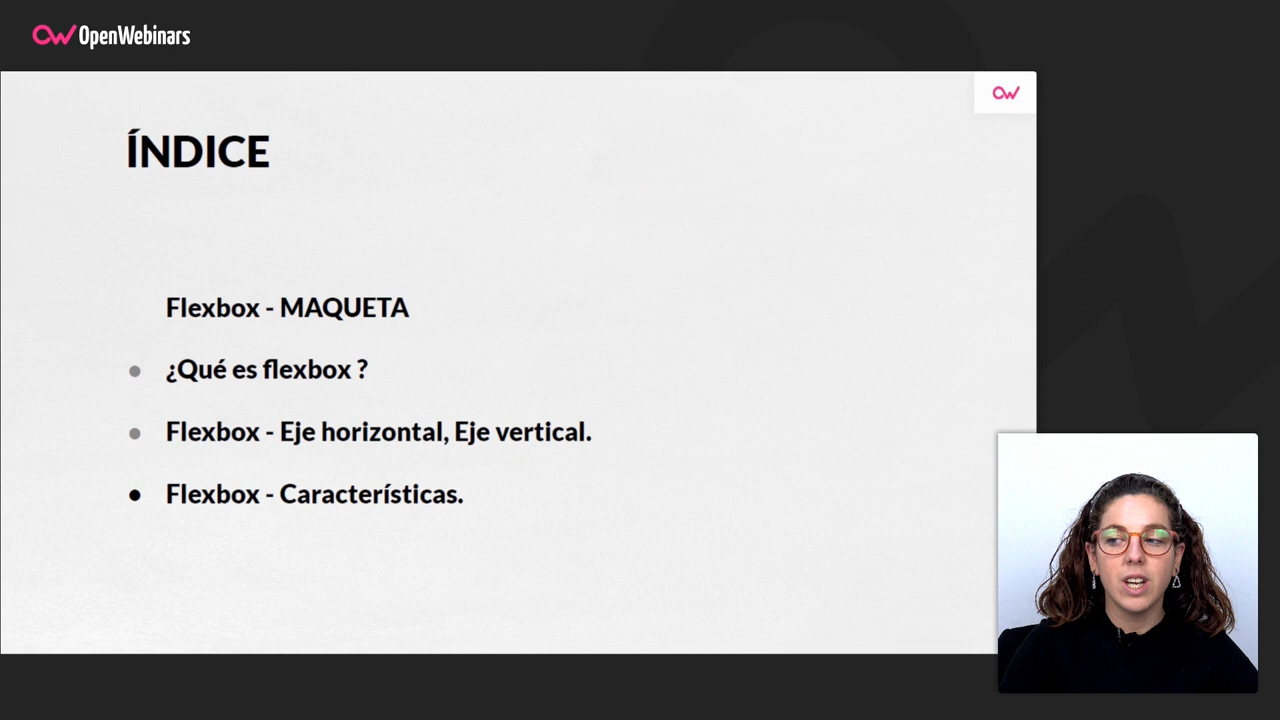 OpenWebinars
ÍNDICE
Flexbox - MAQUETA
¿Qué es flexbox ?
Flexbox - Eje horizontal, Eje vertical.
Flexbox - Características.